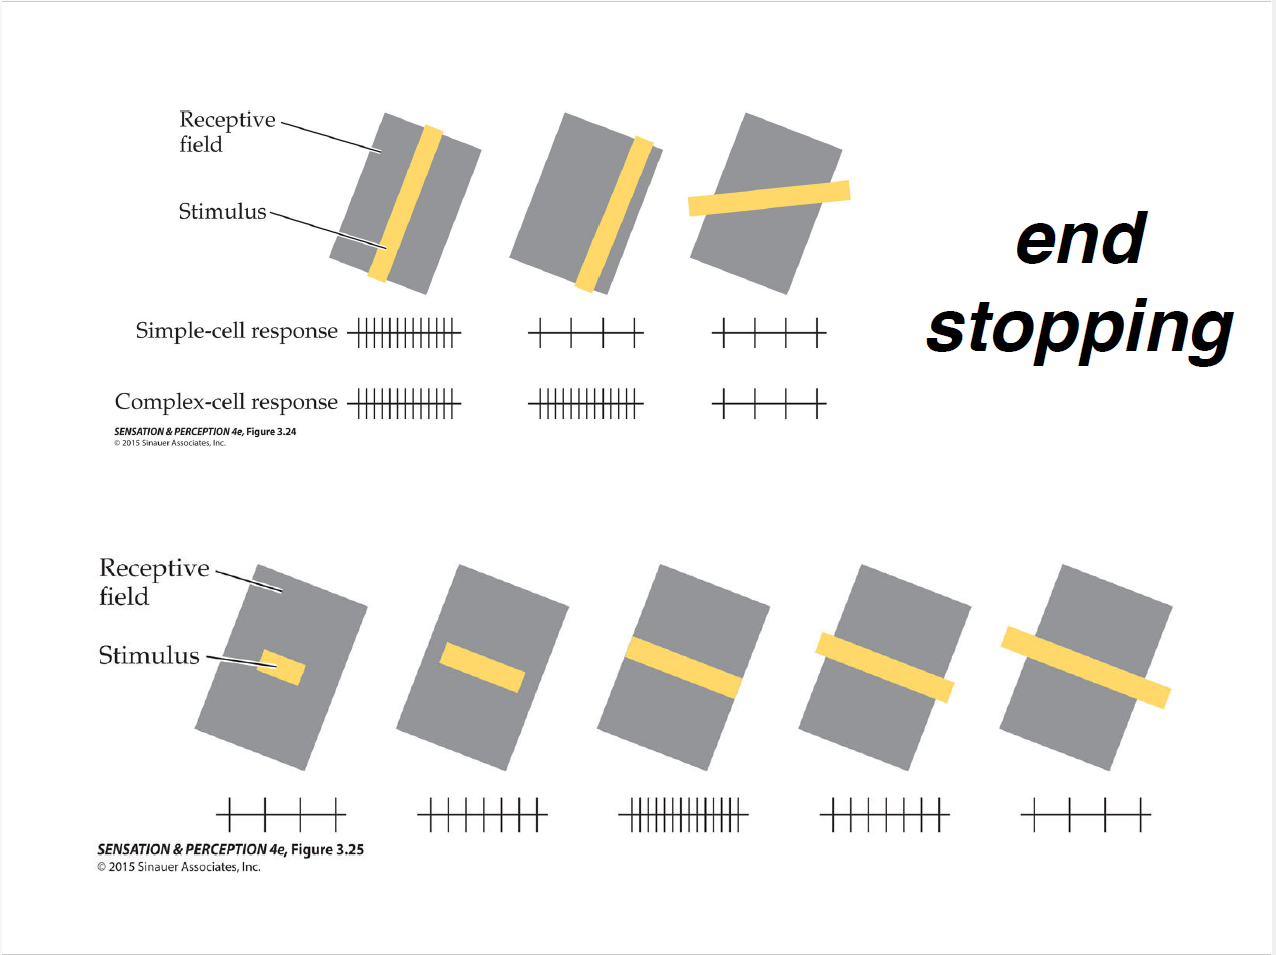 Receptive
field
Stimulus
end
stopping
Simple-cell response
Complex-cell response
SENSATION & PERCEPTION 4e, Figure 3.24
© 2015 Sinauer Associates, Inc.
Receptive
field
Stimulus
SENSATION & PERCEPTION 4e, Figure 3.25
© 2015 Sinauer Associates, Inc.